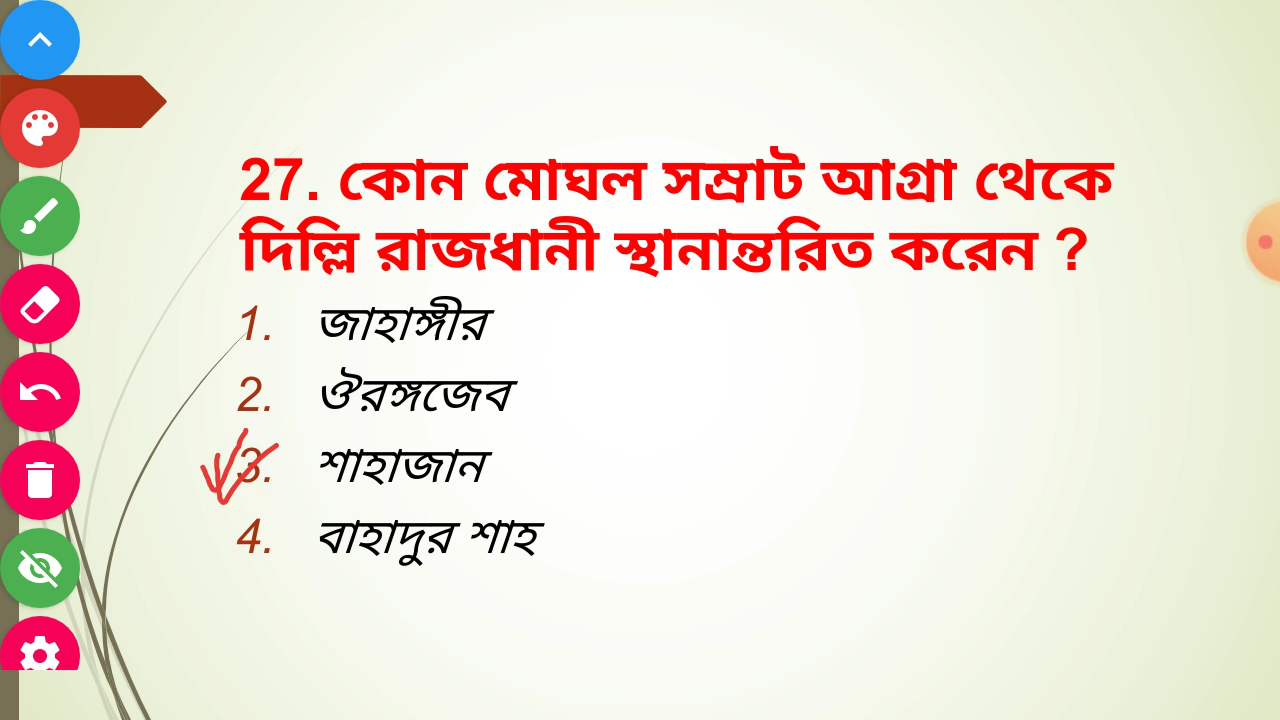 27. কোন মোঘল সম্রাট আগ্রা থেকে
দিল্লি রাজধানী স্থানান্তরিত করেন ?
1. জাহাঙ্গীর
2. ঔরঙ্গজেব
3. শাহাজান
4. বাহাদুর শাহ